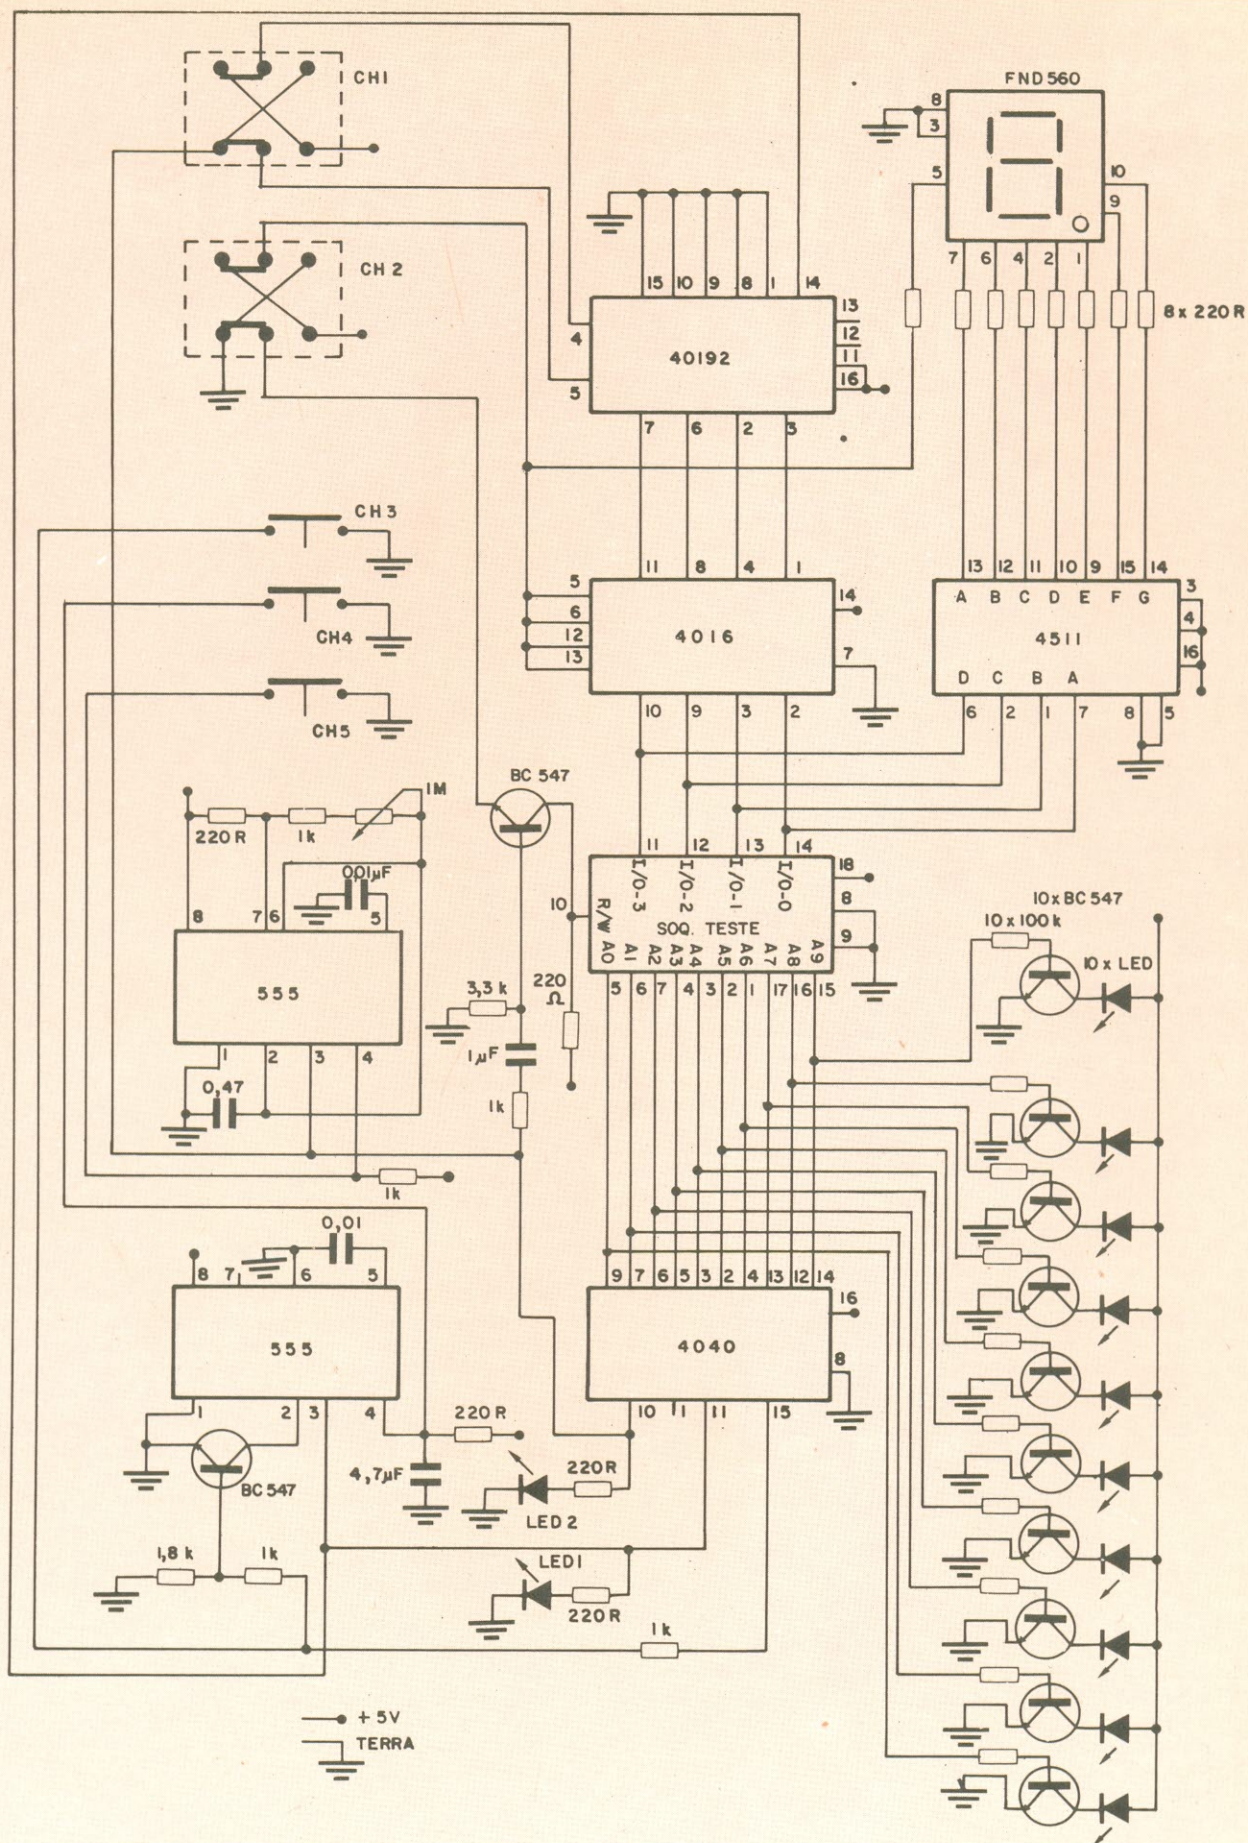 CH1
FND 560
8
3
5
10
9
7 6 4 2 1
8 x 220 R
CH 2
15 10 9 8 1 14
4
5
40192
13
12
11
16
7 6 2 3
CH 3
CH4
CH5
11 8 4 1
5
6
12
13
4016
14
7
10 9 3 2
13 12 11 10 9 15 14
A B C D E F G
4511
D C B A
3
4
16
6 2 1 7 8 5
BC 547
1M
220 R
1k
0,01µF
8 7 6 5
555
1 2 3 4
0,47
1k
3,3 k
1µF
1k
220 Ω
11 12 13 14
I/O-3 I/O-2 I/O-1 I/O-0
10
R/W
SOQ. TESTE
A0 A1 A2 A3 A4 A5 A6 A7 A8 A9
18
8
9
5 6 7 4 3 2 1 17 16 15
10 x BC 547
10 x 100 k
10 x LED
0,01
8 7 6 5
555
1 2 3 4
9 7 6 5 3 2 4 13 12 14
4040
16
8
10 1 11 15
220 R
4,7µF
BC 547
220R
LED 2
LED1
220 R
1,8 k
1k
1k
+ 5V
TERRA